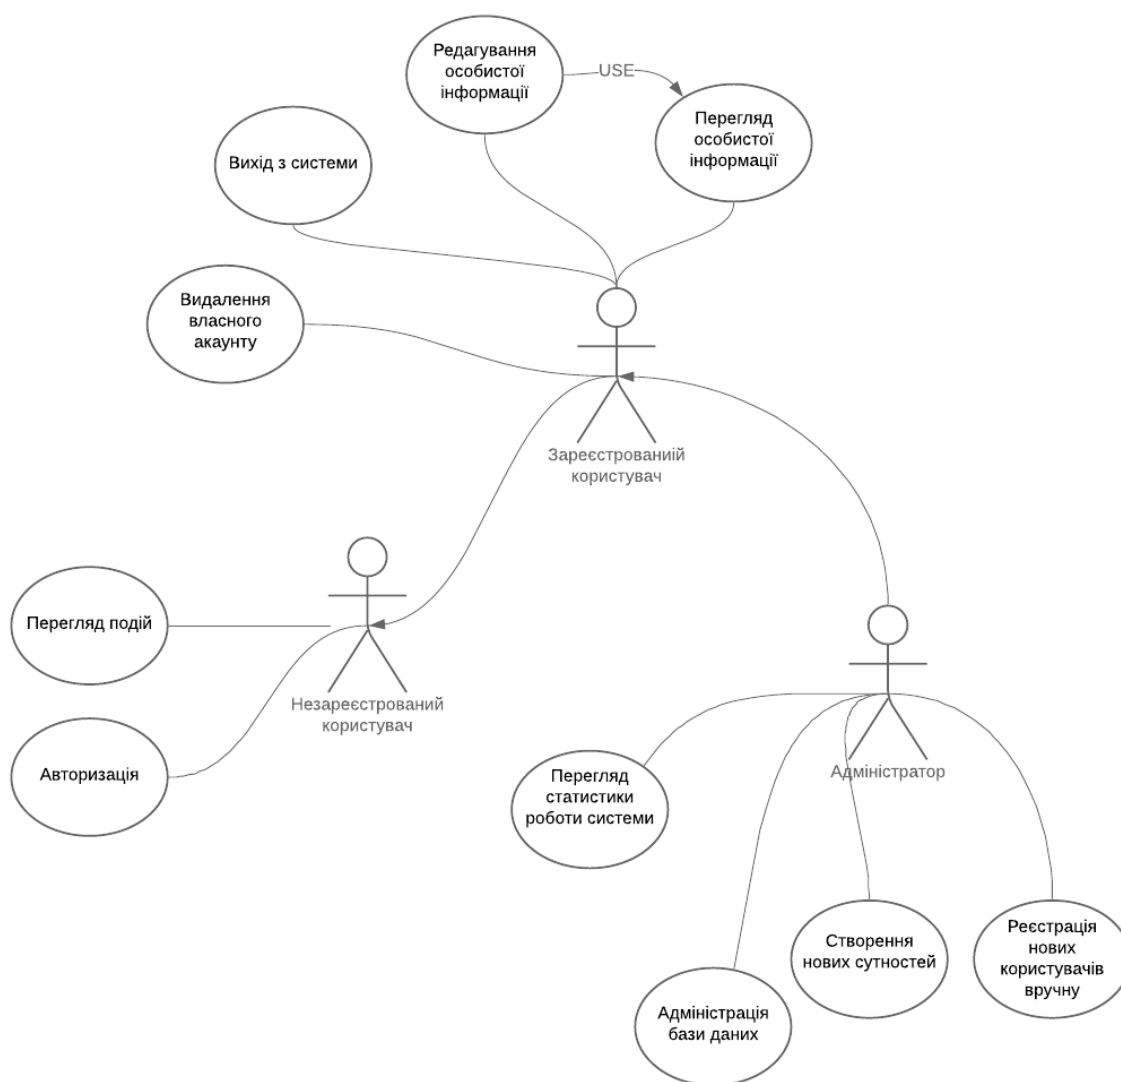 Редагування
особистої
інформації
USE
Перегляд
особистої
інформації
Вихід з системи
Видалення
власного
акаунту
Зареєстрованиій
користувач
Перегляд подій
Незареєстрований
користувач
Авторизація
Адміністратор
Перегляд
статистики
роботи системи
Створення
нових сутностей
Реєстрація
нових
користувачів
вручну
Адміністрація
бази даних